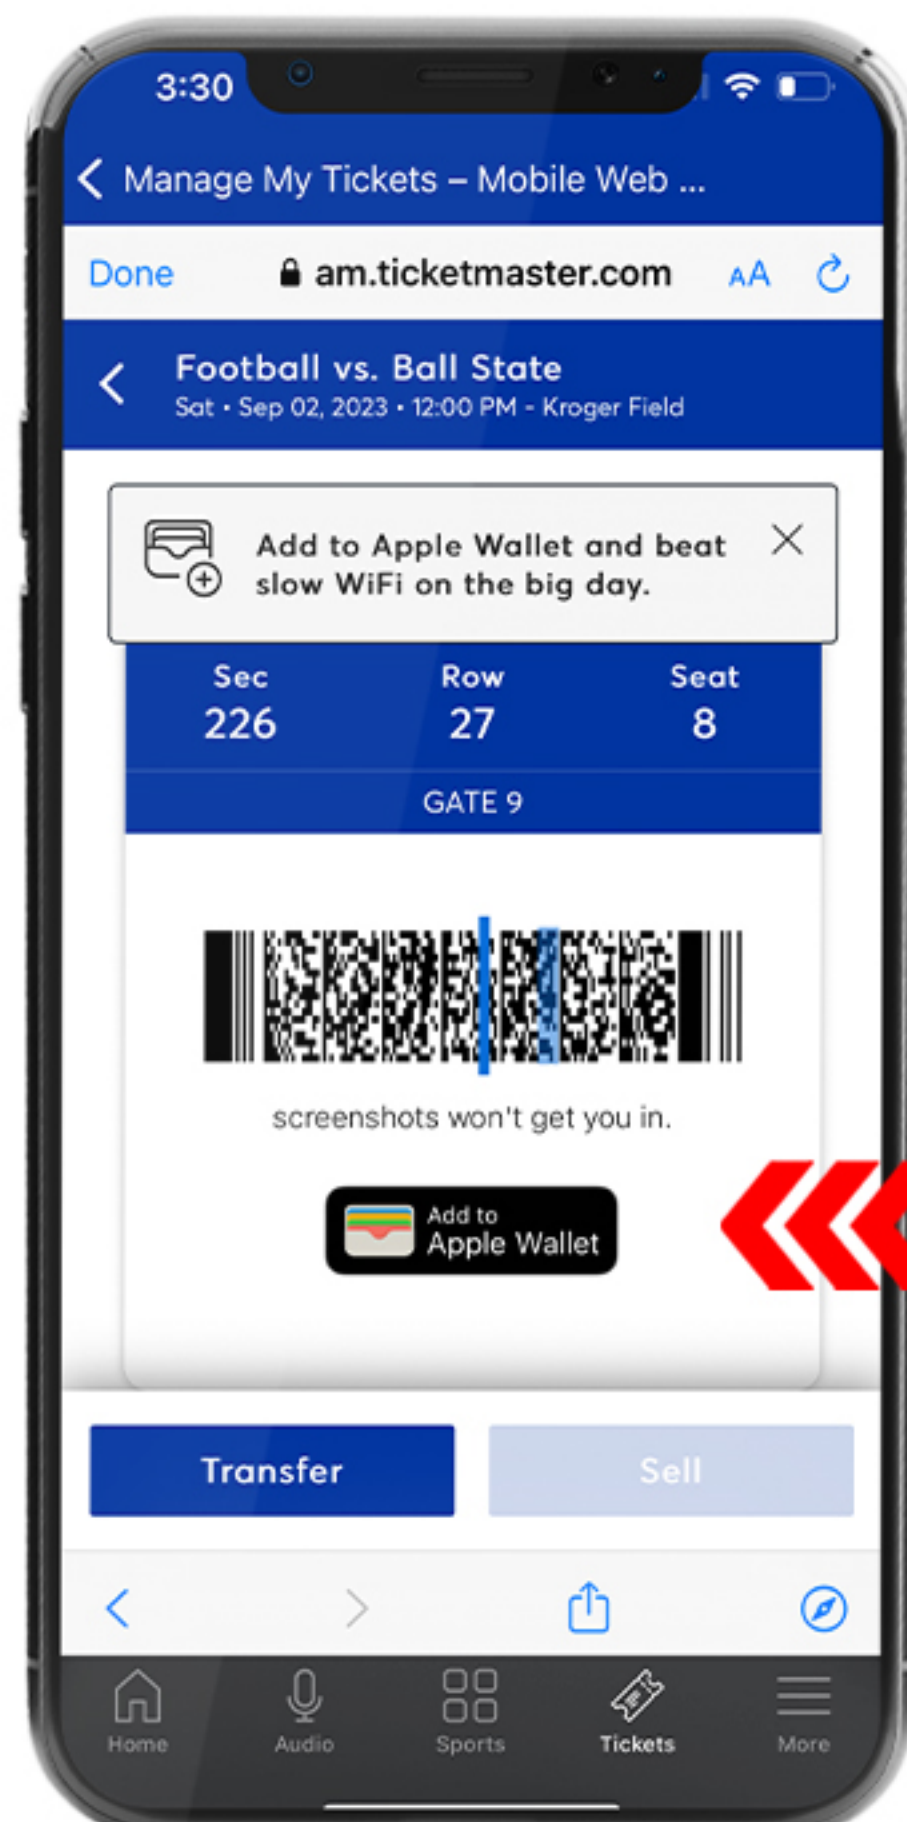 3:30
Manage My Tickets – Mobile Web ...
Done
am.ticketmaster.com
AA
Football vs. Ball State
Sat • Sep 02, 2023 • 12:00 PM - Kroger Field
Add to Apple Wallet and beat
slow WiFi on the big day.
Sec
Row
Seat
226
27
8
GATE 9
screenshots won't get you in.
Add to
Apple Wallet
Transfer
Sell
Home
Audio
Sports
Tickets
More